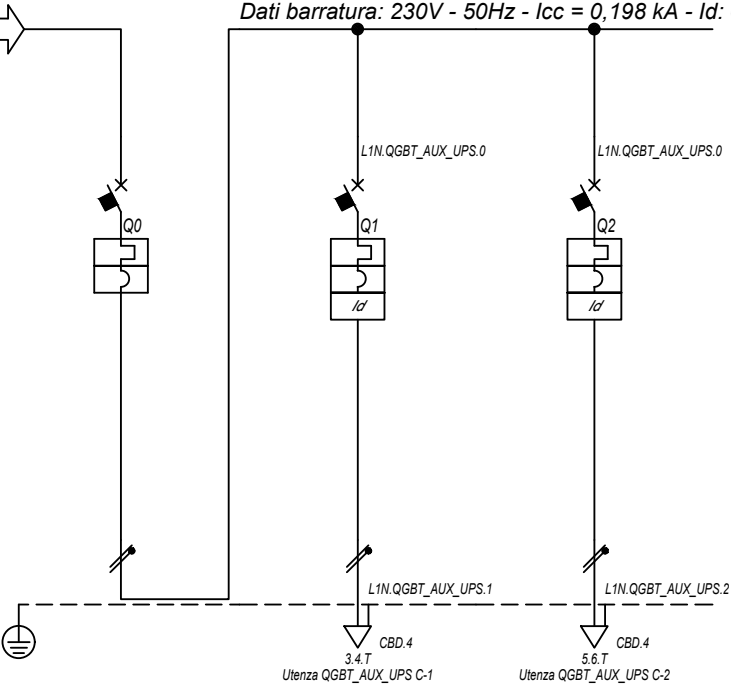 Dati barratura: 230V - 50Hz - Icc = 0,198 kA - Id:
L1N.QGBT_AUX_UPS.0
L1N.QGBT_AUX_UPS.0
Q0
Q1
Q2
Id
Id
L1N.QGBT_AUX_UPS.1
L1N.QGBT_AUX_UPS.2
CBD.4
CBD.4
3.4.T
5.6.T
Utenza QGBT_AUX_UPS C-1
Utenza QGBT_AUX_UPS C-2